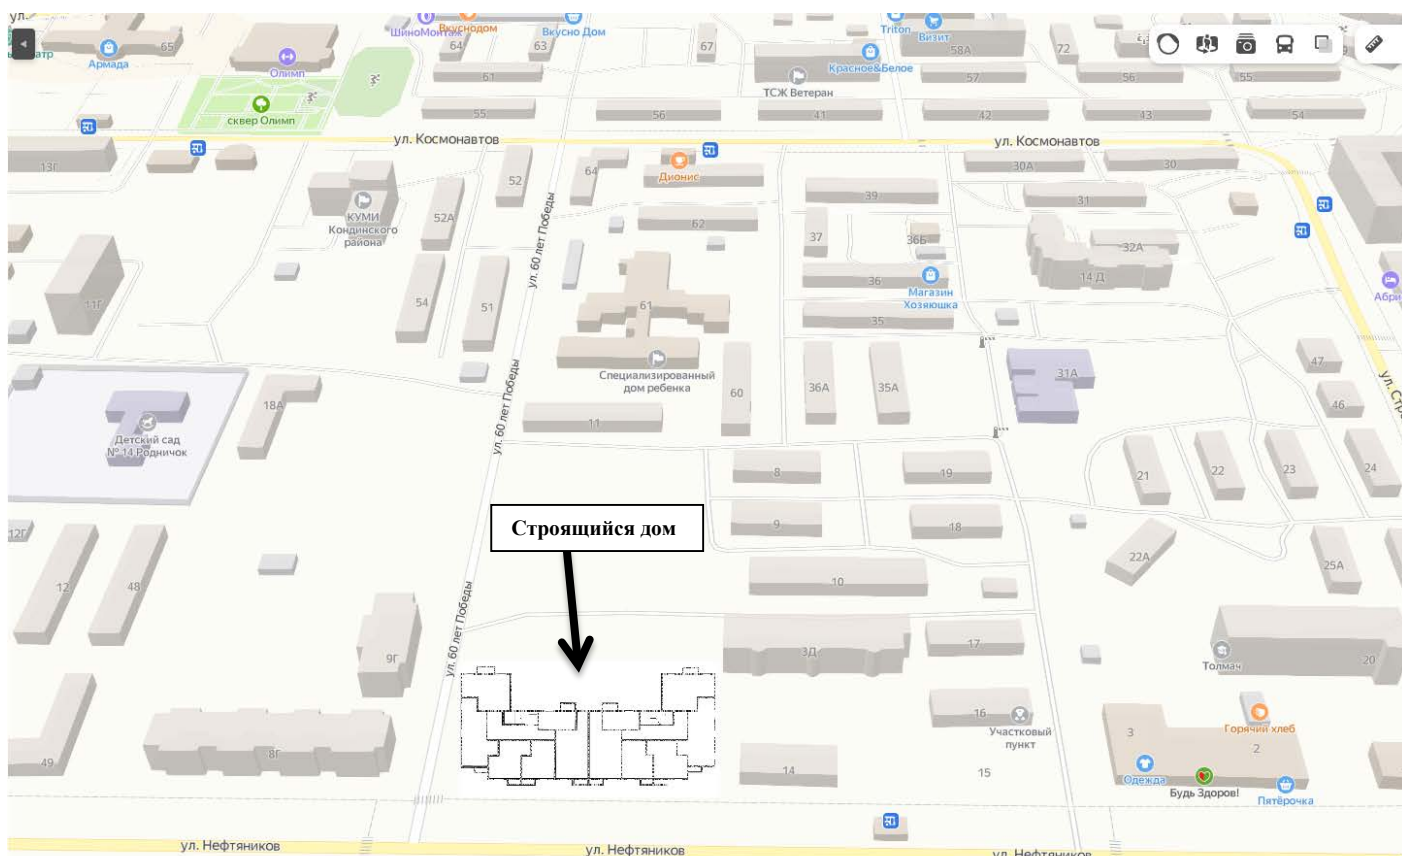 ул.
ШиноМонтаж
Вкуснодом
Вкусно Дом
Triton
Визит
65
Армада
64
63
67
58А
72
Олимп
Красное&Белое
61
57
56
55
ТСЖ Ветеран
сквер Олимп
55
56
41
42
43
54
ул. Космонавтов
ул. Космонавтов
13Г
30А
30
52
64
Дионис
39
31
КУМИ
Кондинского
района
52А
ул. 60 лет Победы
62
37
36Б
32А
14 Д
11Г
54
51
61
36
Магазин
Хозяюшка
35
Абри
Специализированный
дом ребенка
31А
47
ул. Стро
18А
60
36А
35А
46
11
ул. 60 лет Победы
Детский сад
№ 14 Родничок
8
19
21
22
23
24
Строящийся дом
9
18
12Г
22А
25А
12
48
10
ул. 60 лет Победы
9Г
3Д
17
Толмач
20
16
Участковый
пункт
Горячий хлеб
3
2
49
8Г
14
15
Одежда
Будь Здоров!
Пятёрочка
ул. Нефтяников
ул. Нефтяников
ул. Нефтяников